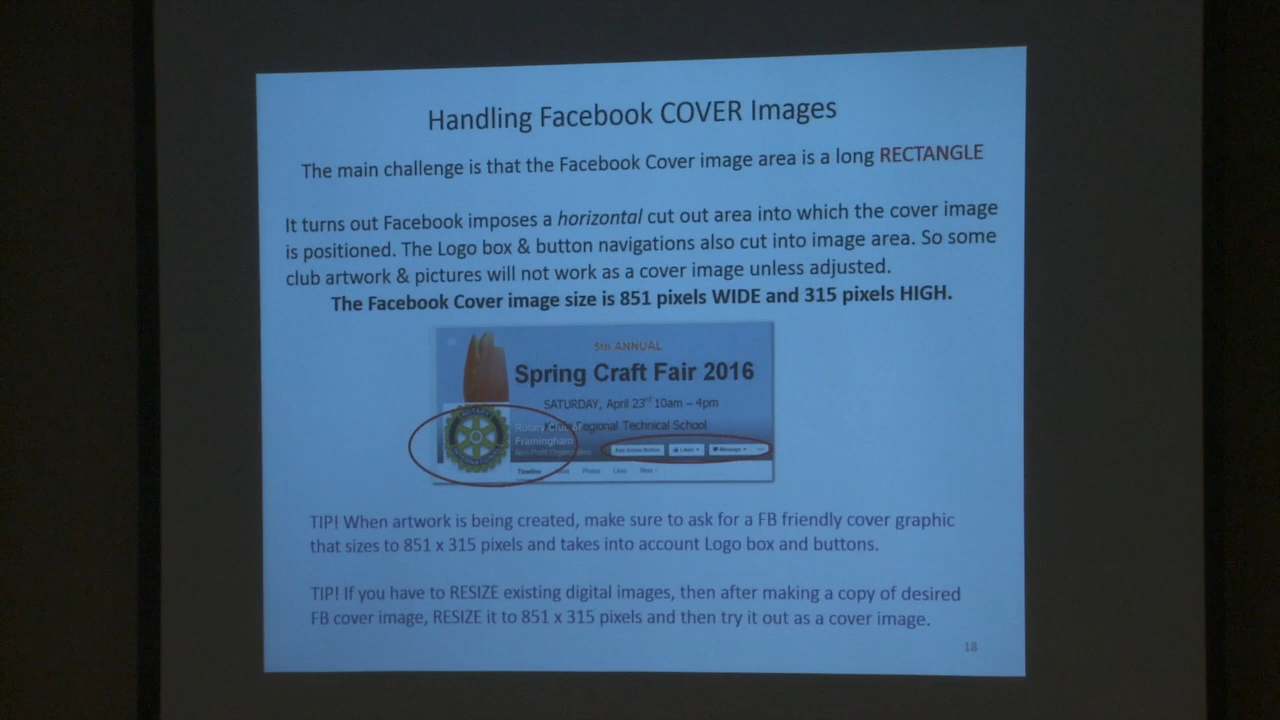 Handling Facebook COVER Images
The main challenge is that the Facebook Cover image area is a long RECTANGLE
It turns out Facebook imposes a horizontal cut out area into which the cover image
is positioned. The Logo box & button navigations also cut into image area. So some
club artwork & pictures will not work as a cover image unless adjusted.
The Facebook Cover image size is 851 pixels WIDE and 315 pixels HIGH.
5th ANNUAL
Spring Craft Fair 2016
SATURDAY, April 23rd 10am – 4pm
Regional Technical School
Rotary Club of
Framingham
Timeline
Photos
Likes
More
TIP! When artwork is being created, make sure to ask for a FB friendly cover graphic
that sizes to 851 x 315 pixels and takes into account Logo box and buttons.
TIP! If you have to RESIZE existing digital images, then after making a copy of desired
FB cover image, RESIZE it to 851 x 315 pixels and then try it out as a cover image.
18